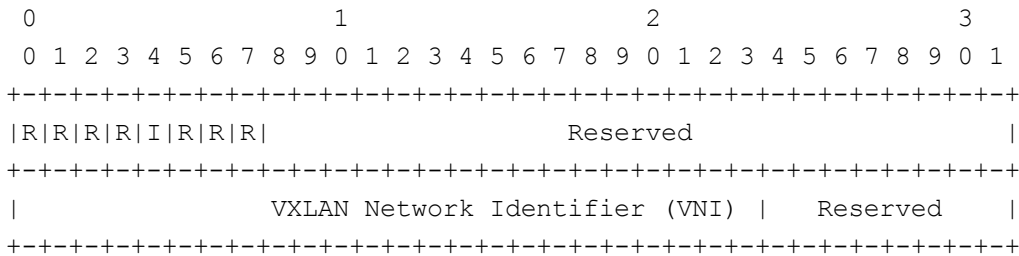 0                   1                   2                   3
 0 1 2 3 4 5 6 7 8 9 0 1 2 3 4 5 6 7 8 9 0 1 2 3 4 5 6 7 8 9 0 1
+-+-+-+-+-+-+-+-+-+-+-+-+-+-+-+-+-+-+-+-+-+-+-+-+-+-+-+-+-+-+-+-+
|R|R|R|R|I|R|R|R|                   Reserved                    |
+-+-+-+-+-+-+-+-+-+-+-+-+-+-+-+-+-+-+-+-+-+-+-+-+-+-+-+-+-+-+-+-+
|                VXLAN Network Identifier (VNI) |   Reserved    |
+-+-+-+-+-+-+-+-+-+-+-+-+-+-+-+-+-+-+-+-+-+-+-+-+-+-+-+-+-+-+-+-+